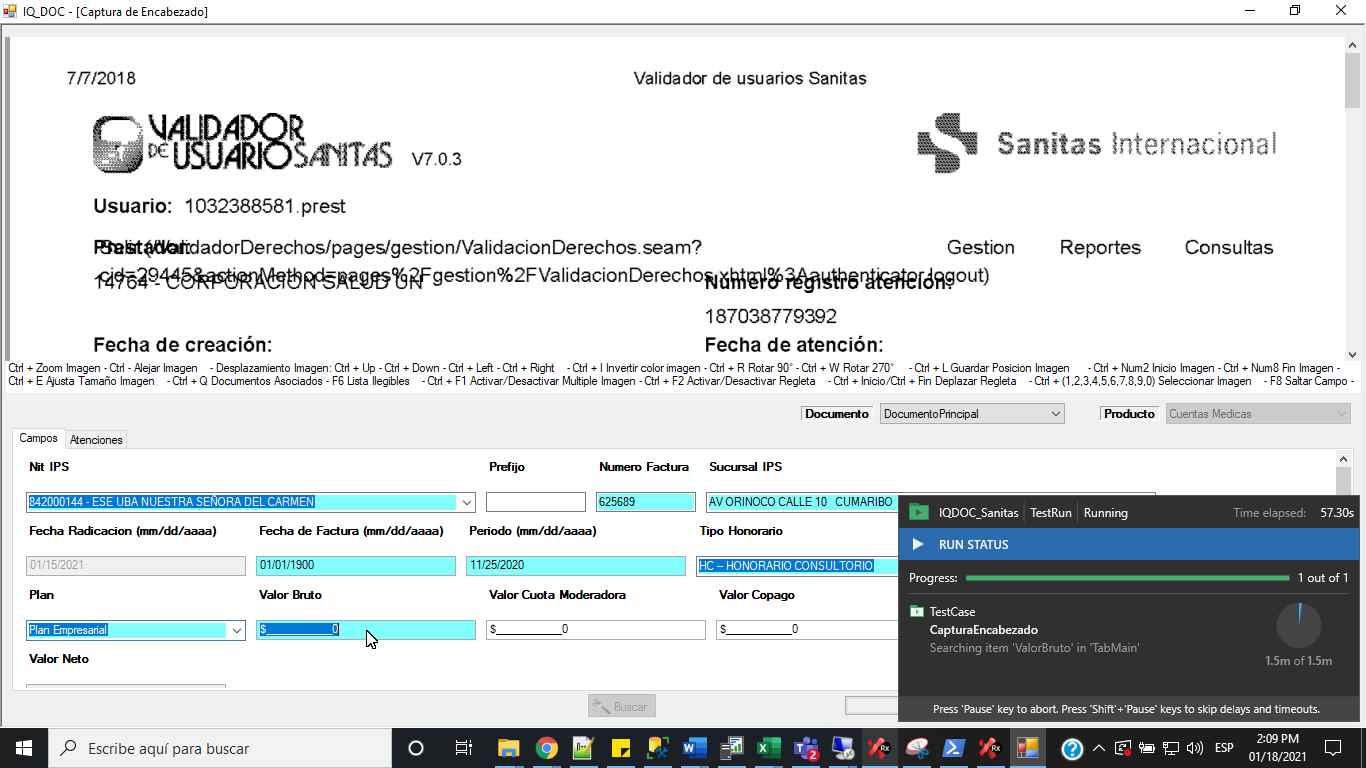 IQ_DOC - [Captura de Encabezado]
7/7/2018
Validador de usuarios Sanitas
VALIDADOR
DE USUARIO SANITAS V7.0.3
Sanitas Internacional
Usuario: 1032388581.prest
Prestador:
Salir (/ValidadorDerechos/pages/gestion/ValidacionDerechos.seam?
Gestion Reportes Consultas
cid=29445&actionMethod=pages%2Fgestion%2FValidacionDerechos.xhtml%3Aauthenticator.logout)
14764 - CORPORACION SALUD UN
Número registro atención:
187038779392
Fecha de creación:
Fecha de atención:
Ctrl + Zoom Imagen - Ctrl - Alejar Imagen - Desplazamiento Imagen: Ctrl + Up - Ctrl + Down - Ctrl + Left - Ctrl + Right - Ctrl + I Invertir color imagen - Ctrl + R Rotar 90° - Ctrl + W Rotar 270° - Ctrl + L Guardar Posicion Imagen - Ctrl + Num2 Inicio Imagen - Ctrl + Num8 Fin Imagen -
Ctrl + E Ajusta Tamaño Imagen - Ctrl + Q Documentos Asociados - F6 Lista Ilegibles - Ctrl + F1 Activar/Desactivar Multiple Imagen - Ctrl + F2 Activar/Desactivar Regleta - Ctrl + Inicio/Ctrl + Fin Deplazar Regleta - Ctrl + (1,2,3,4,5,6,7,8,9,0) Seleccionar Imagen - F8 Saltar Campo -
Documento DocumentoPrincipal Producto Cuentas Medicas
Campos Atenciones
Nit IPS Prefijo Numero Factura Sucursal IPS
842000144 - ESE UBA NUESTRA SEÑORA DEL CARMEN 625689 AV ORINOCO CALLE 10 CUMARIBO
Fecha Radicacion (mm/dd/aaaa) Fecha de Factura (mm/dd/aaaa) Periodo (mm/dd/aaaa) Tipo Honorario
01/15/2021 01/01/1900 11/25/2020 HC – HONORARIO CONSULTORIO
Plan Valor Bruto Valor Cuota Moderadora Valor Copago
Plan Empresarial $__________0 $__________0 $__________0
Valor Neto
Buscar
IQDOC_Sanitas TestRun Running Time elapsed: 57.30s
RUN STATUS
Progress: 1 out of 1
TestCase
CapturaEncabezado
Searching item 'ValorBruto' in 'TabMain'
1.5m of 1.5m
Press 'Pause' key to abort. Press 'Shift'+'Pause' keys to skip delays and timeouts.
Escribe aquí para buscar
2
ESP
2:09 PM
01/18/2021